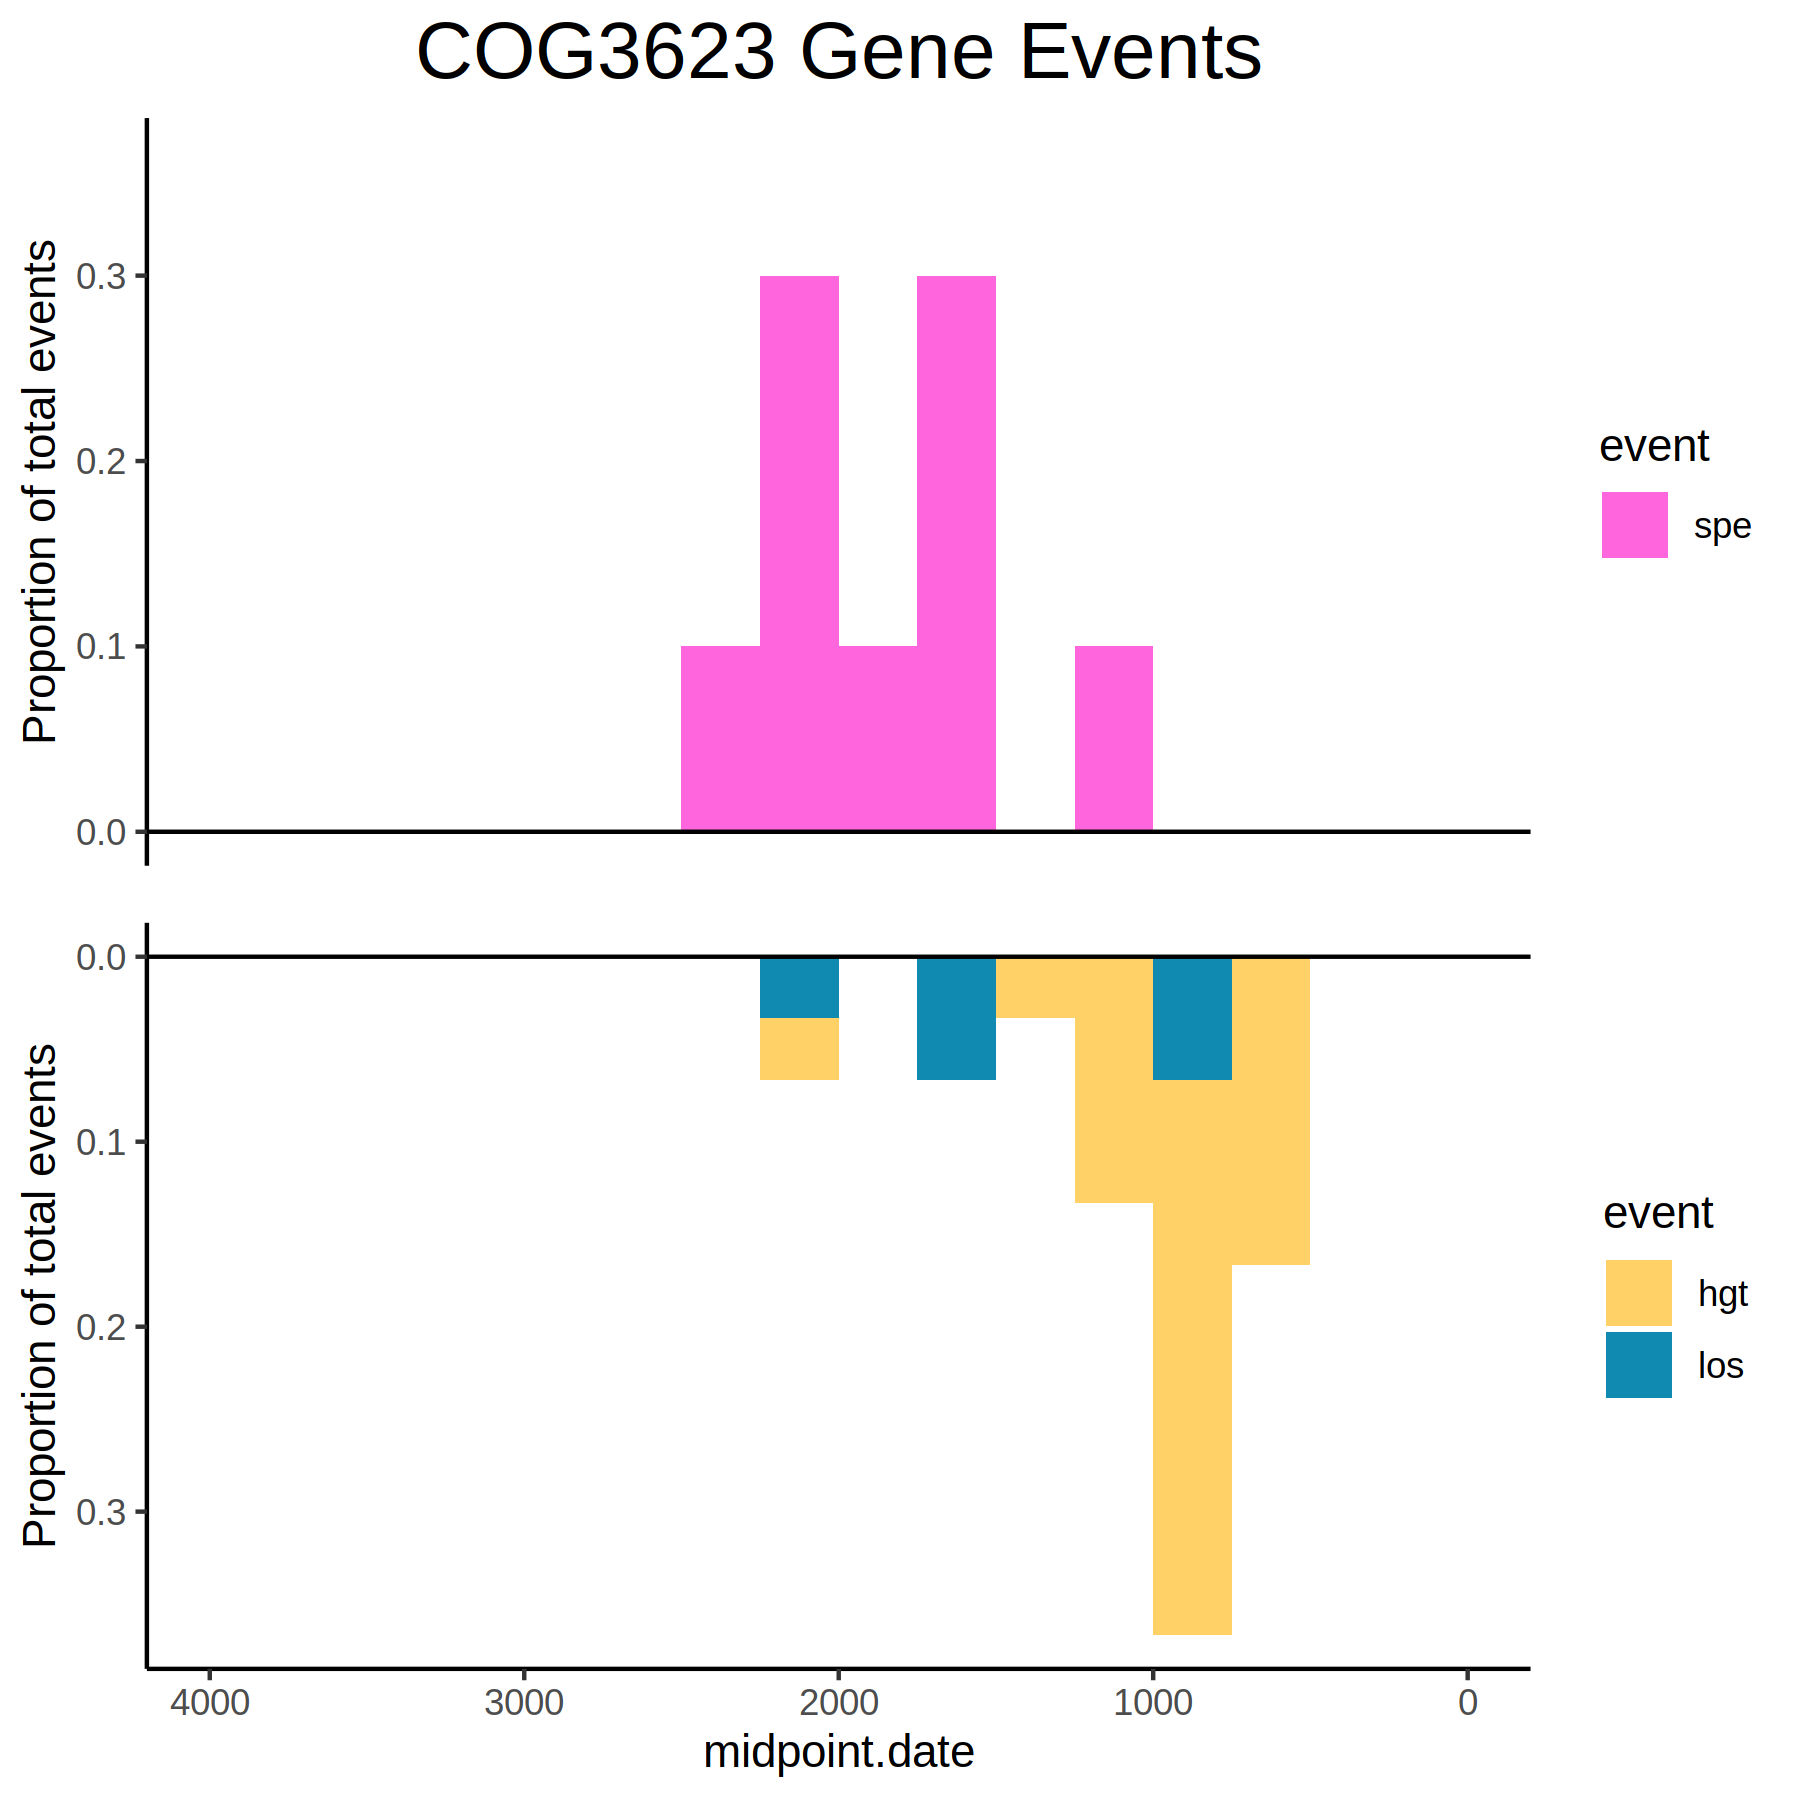 COG3623 Gene Events
Proportion of total events
0.3
0.2
0.1
0.0
event
spe
Proportion of total events
0.0
0.1
0.2
0.3
event
hgt
los
4000 3000 2000 1000 0
midpoint.date